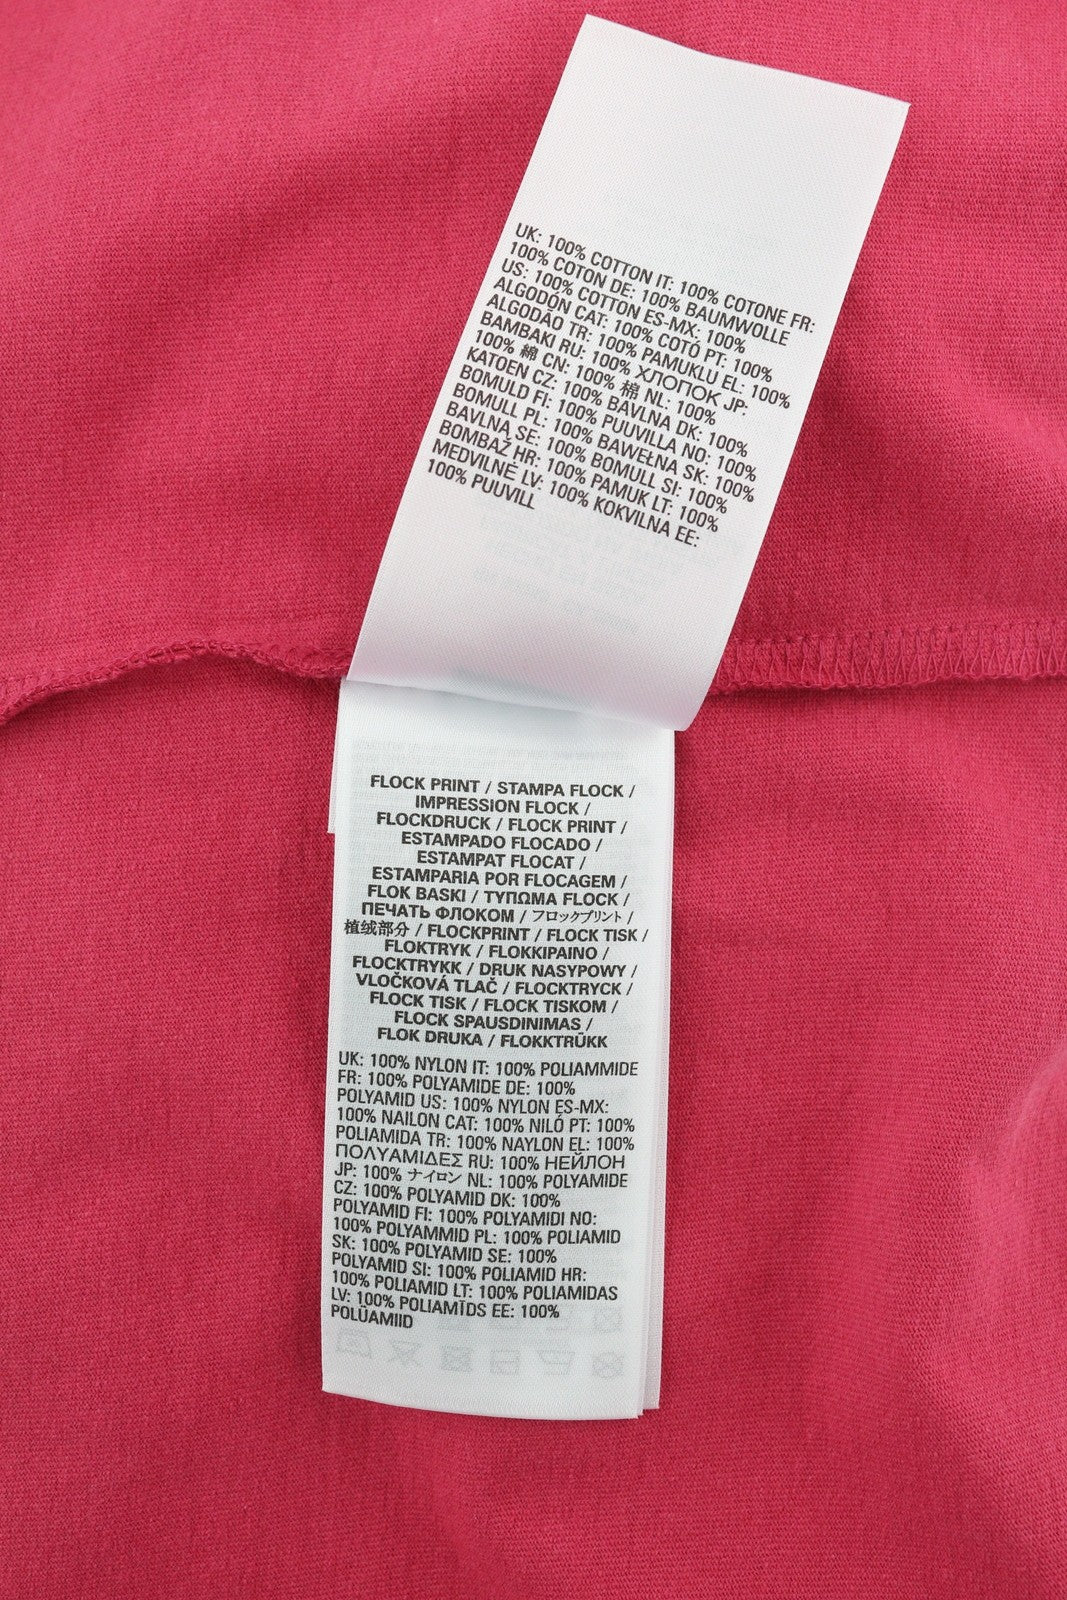 UK: 100% COTTON IT: 100% COTONE FR:
100% COTON DE: 100% BAUMWOLLE
US: 100% COTTON ES-MX: 100%
ALGODÓN CAT: 100% COTÓ PT: 100%
ALGODÃO TR: 100% PAMUKLU EL: 100%
BAMBAKI RU: 100% ХЛОПОК JP:
100% 綿 CN: 100% 棉 NL: 100%
KATOEN CZ: 100% BAVLNA DK: 100%
BOMULD FI: 100% PUUVILLA NO: 100%
BOMULL PL: 100% BAWEŁNA SK: 100%
BAVLNĄ SE: 100% BOMULL SI: 100%
BOMBAŽ HR: 100% PAMUK LT: 100%
MEDVILNĖ LV: 100% KOKVILNA EE:
100% PUUVILL
FLOCK PRINT / STAMPA FLOCK /
IMPRESSION FLOCK /
FLOCKDRUCK / FLOCK PRINT /
ESTAMPADO FLOCADO /
ESTAMPAT FLOCAT /
ESTAMPARIA POR FLOCAGEM /
FLOK BASKI / ΤΥΠΩΜΑ FLOCK /
ПЕЧАТЬ ФЛОКОМ / フロックプリント /
植绒部分 / FLOCKPRINT / FLOCK TISK /
FLOKTRYK / FLOKKIPAINO /
FLOCKTRYKK / DRUK NASYPOWY /
VLOČKOVÁ TLAČ / FLOCKTRYCK /
FLOCK TISK / FLOCK TISKOM /
FLOCK SPAUSDINIMAS /
FLOK DRUKA / FLOKKTRÜKK
UK: 100% NYLON IT: 100% POLIAMMIDE
FR: 100% POLYAMIDE DE: 100%
POLYAMID US: 100% NYLON ES-MX:
100% NAILON CAT: 100% NILÓ PT: 100%
POLIAMIDA TR: 100% NAYLON EL: 100%
ΠΟΛΥΑΜΙΔΕΣ RU: 100% НЕЙЛОН
JP: 100% ナイロン NL: 100% POLYAMIDE
CZ: 100% POLYAMID DK: 100%
POLYAMID FI: 100% POLYAMIDI NO:
100% POLYAMMID PL: 100% POLIAMID
SK: 100% POLYAMID SE: 100%
POLYAMID SI: 100% POLIAMID HR:
100% POLIAMID LT: 100% POLIAMIDAS
LV: 100% POLIAMĪDS EE: 100%
POLÜAMIID